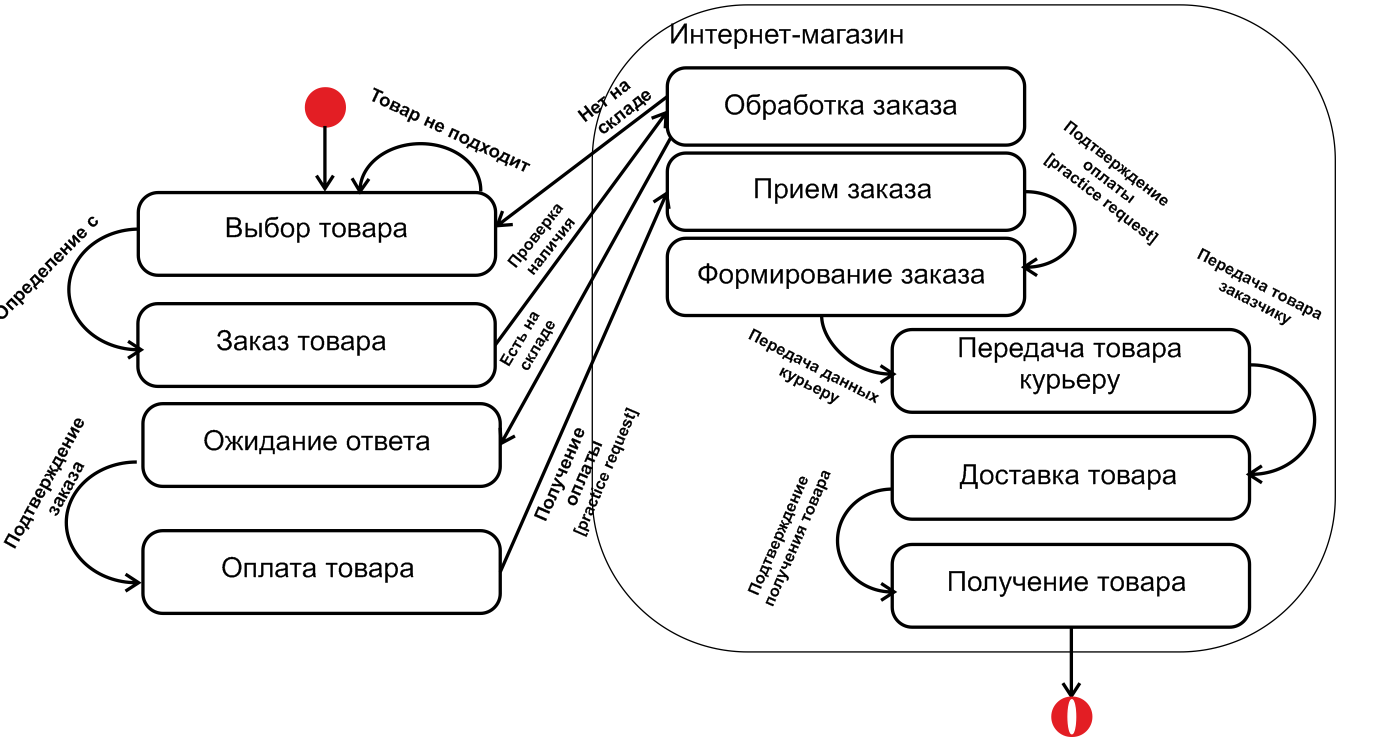 Интернет-магазин
Обработка заказа
Прием заказа
Формирование заказа
Нет на
складе
Товар не подходит
Выбор товара
Определение с
Проверка
наличия
Заказ товара
Есть на
складе
Ожидание ответа
Подтверждение
заказа
Оплата товара
Получение
оплаты
[practice request]
Подтверждение
оплаты
[practice request]
Передача товара
заказчику
Передача данных
курьеру
Передача товара
курьеру
Доставка товара
Подтверждение
получения товара
Получение товара